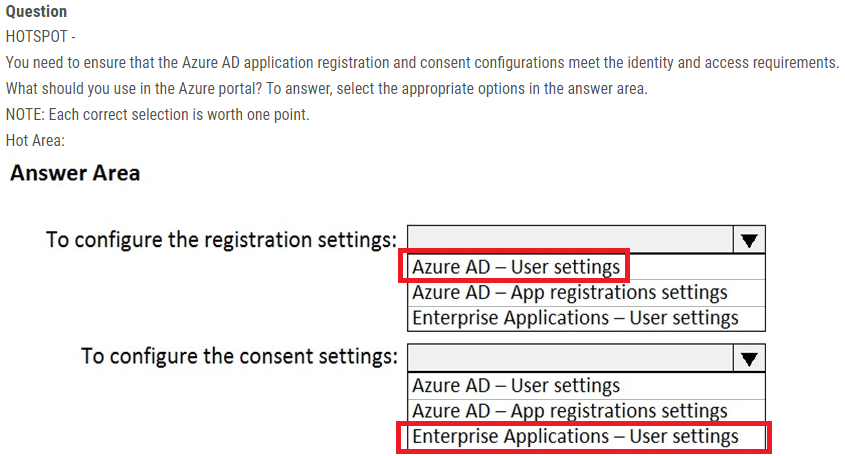 Question
HOTSPOT -
You need to ensure that the Azure AD application registration and consent configurations meet the identity and access requirements.
What should you use in the Azure portal? To answer, select the appropriate options in the answer area.
NOTE: Each correct selection is worth one point.
Hot Area:
Answer Area
To configure the registration settings:
Azure AD – User settings
Azure AD – App registrations settings
Enterprise Applications – User settings
To configure the consent settings:
Azure AD – User settings
Azure AD – App registrations settings
Enterprise Applications – User settings